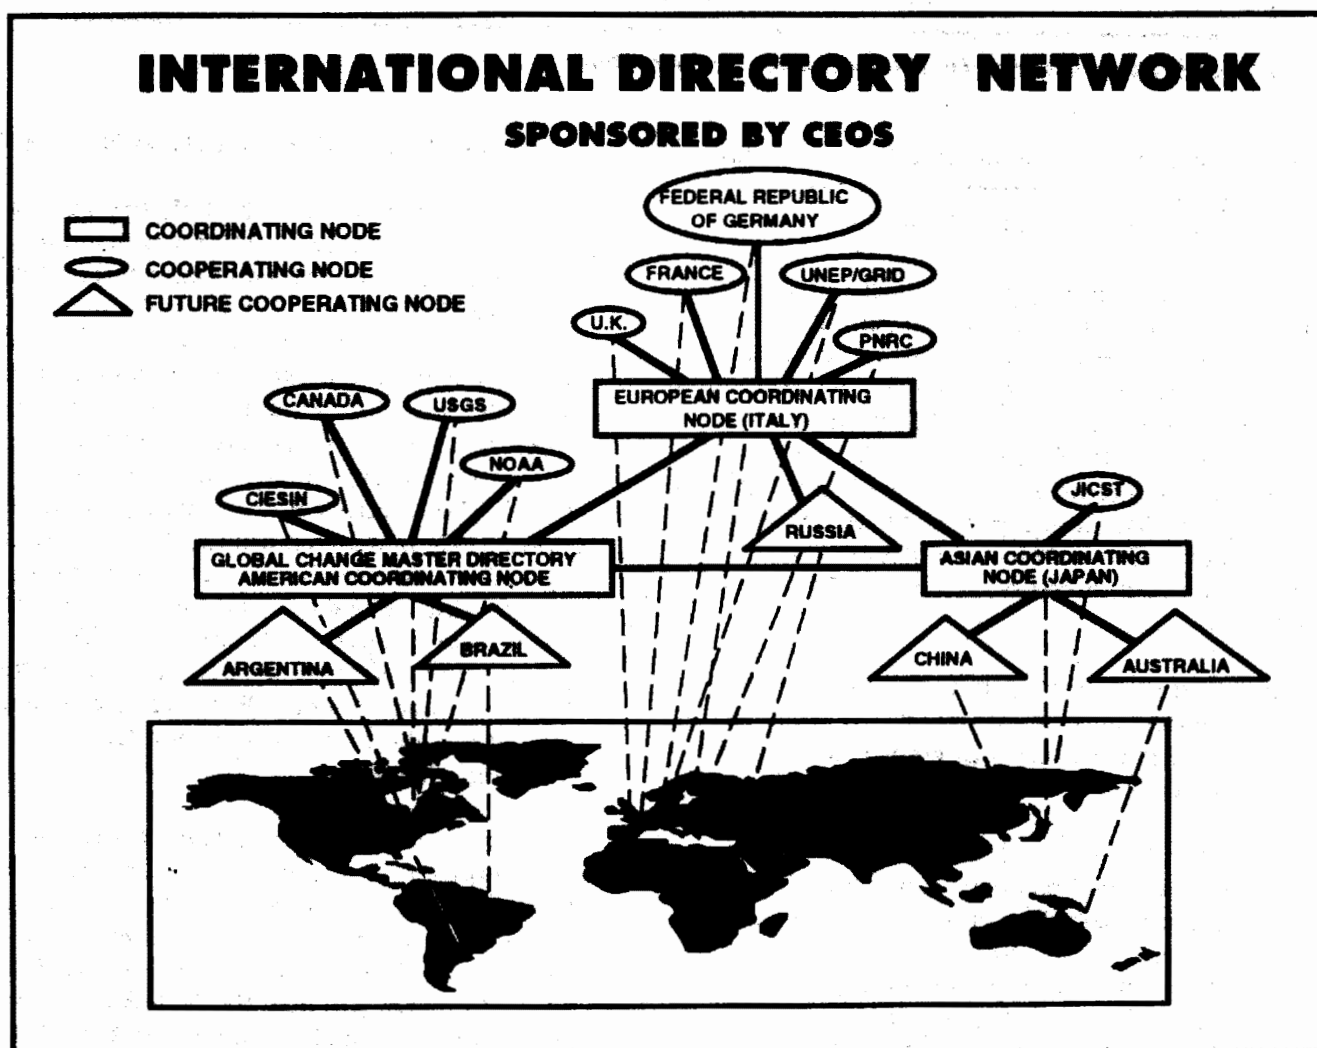 INTERNATIONAL DIRECTORY NETWORK
SPONSORED BY CEOS
COORDINATING NODE
COOPERATING NODE
FUTURE COOPERATING NODE
FEDERAL REPUBLIC
OF GERMANY
FRANCE
UNEP/GRID
U.K.
PNRC
EUROPEAN COORDINATING
NODE (ITALY)
CANADA
USGS
NOAA
CIESIN
JICST
RUSSIA
GLOBAL CHANGE MASTER DIRECTORY
AMERICAN COORDINATING NODE
ASIAN COORDINATING
NODE (JAPAN)
ARGENTINA
BRAZIL
CHINA
AUSTRALIA